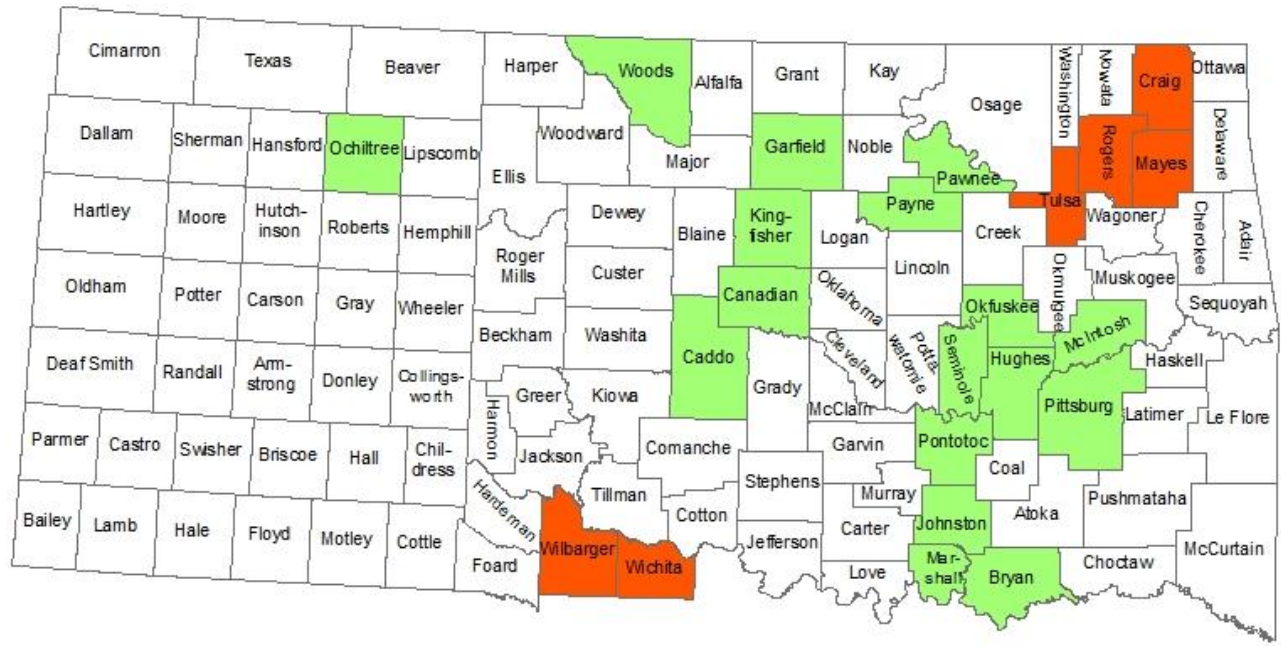 Cimarron
Texas
Beaver
Harper
Woods
Alfalfa
Grant
Kay
Osage
Washington
Nowata
Craig
Ottawa
Dallam
Sherman
Hansford
Ochiltree
Lipscomb
Ellis
Woodward
Major
Garfield
Noble
Pawnee
Rogers
Mayes
Delaware
Hartley
Moore
Hutch-
inson
Roberts
Hemphill
Roger
Mills
Dewey
Blaine
King-
fisher
Logan
Payne
Creek
Tulsa
Wagoner
Cherokee
Adair
Oldham
Potter
Carson
Gray
Wheeler
Custer
Canadian
Oklahoma
Lincoln
Okmulgee
Muskogee
Sequoyah
Beckham
Washita
Caddo
Cleveland
Potta
watomie
Seminole
Okfuskee
McIntosh
Deaf Smith
Randall
Arm-
strong
Donley
Collings-
worth
Harmon
Greer
Kiowa
Grady
McClain
Hughes
Pittsburg
Haskell
Latimer
Le Flore
Parmer
Castro
Swisher
Briscoe
Hall
Chil-
dress
Jackson
Comanche
Garvin
Pontotoc
Coal
Pushmataha
Bailey
Lamb
Hale
Floyd
Motley
Cottle
Hardeman
Foard
Wilbarger
Wichita
Tillman
Cotton
Stephens
Jefferson
Murray
Carter
Love
Johnston
Mar-
shall
Bryan
Atoka
Choctaw
McCurtain